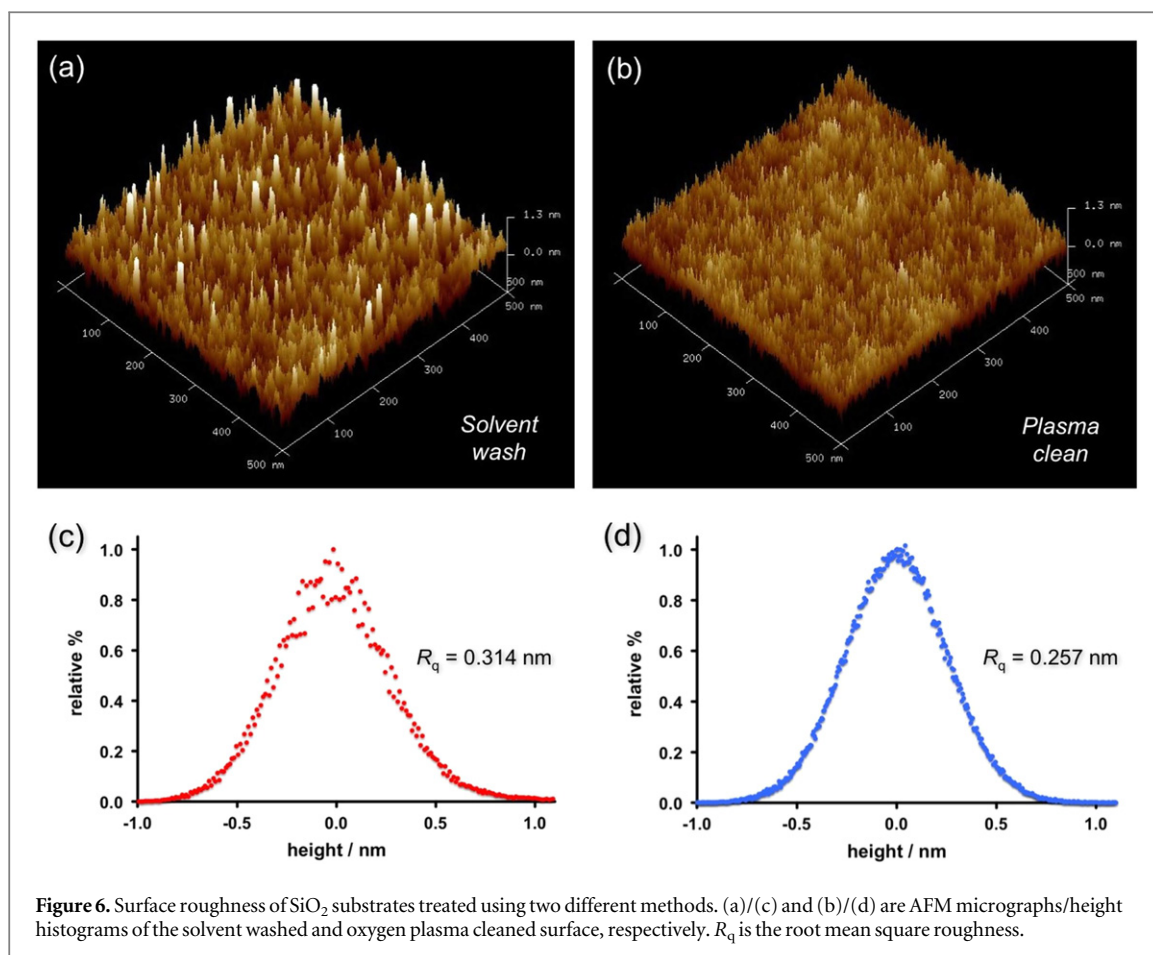 (a)
1.3 nm
0.0 nm
500 nm
500 nm
100
200
300
400
500 nm
100
200
300
400
Solvent
wash
(b)
1.3 nm
0.0 nm
500 nm
500 nm
100
200
300
400
500 nm
100
200
300
400
Plasma
clean
(c)
relative %
1.0
0.8
0.6
0.4
0.2
0.0
Rq = 0.314 nm
-1.0
-0.5
0.0
0.5
1.0
height / nm
(d)
relative %
1.0
0.8
0.6
0.4
0.2
0.0
Rq = 0.257 nm
-1.0
-0.5
0.0
0.5
1.0
height / nm
Figure 6. Surface roughness of SiO2 substrates treated using two different methods. (a)/(c) and (b)/(d) are AFM micrographs/height
histograms of the solvent washed and oxygen plasma cleaned surface, respectively. Rq is the root mean square roughness.